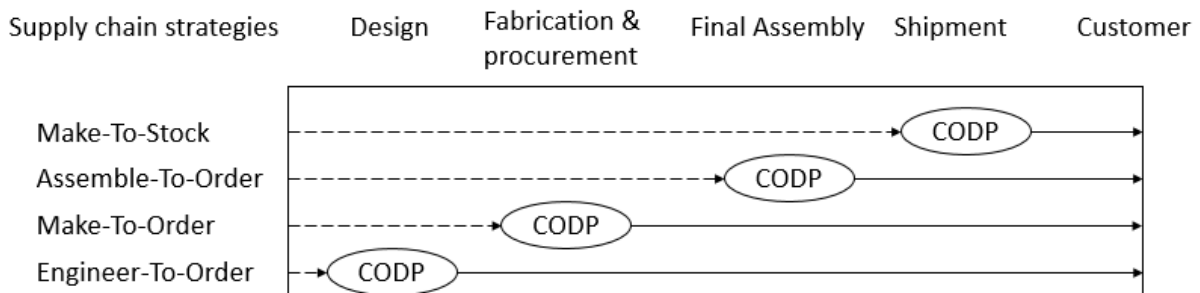 Supply chain strategies Design Fabrication & procurement Final Assembly Shipment Customer
Make-To-Stock CODP
Assemble-To-Order CODP
Make-To-Order CODP
Engineer-To-Order CODP